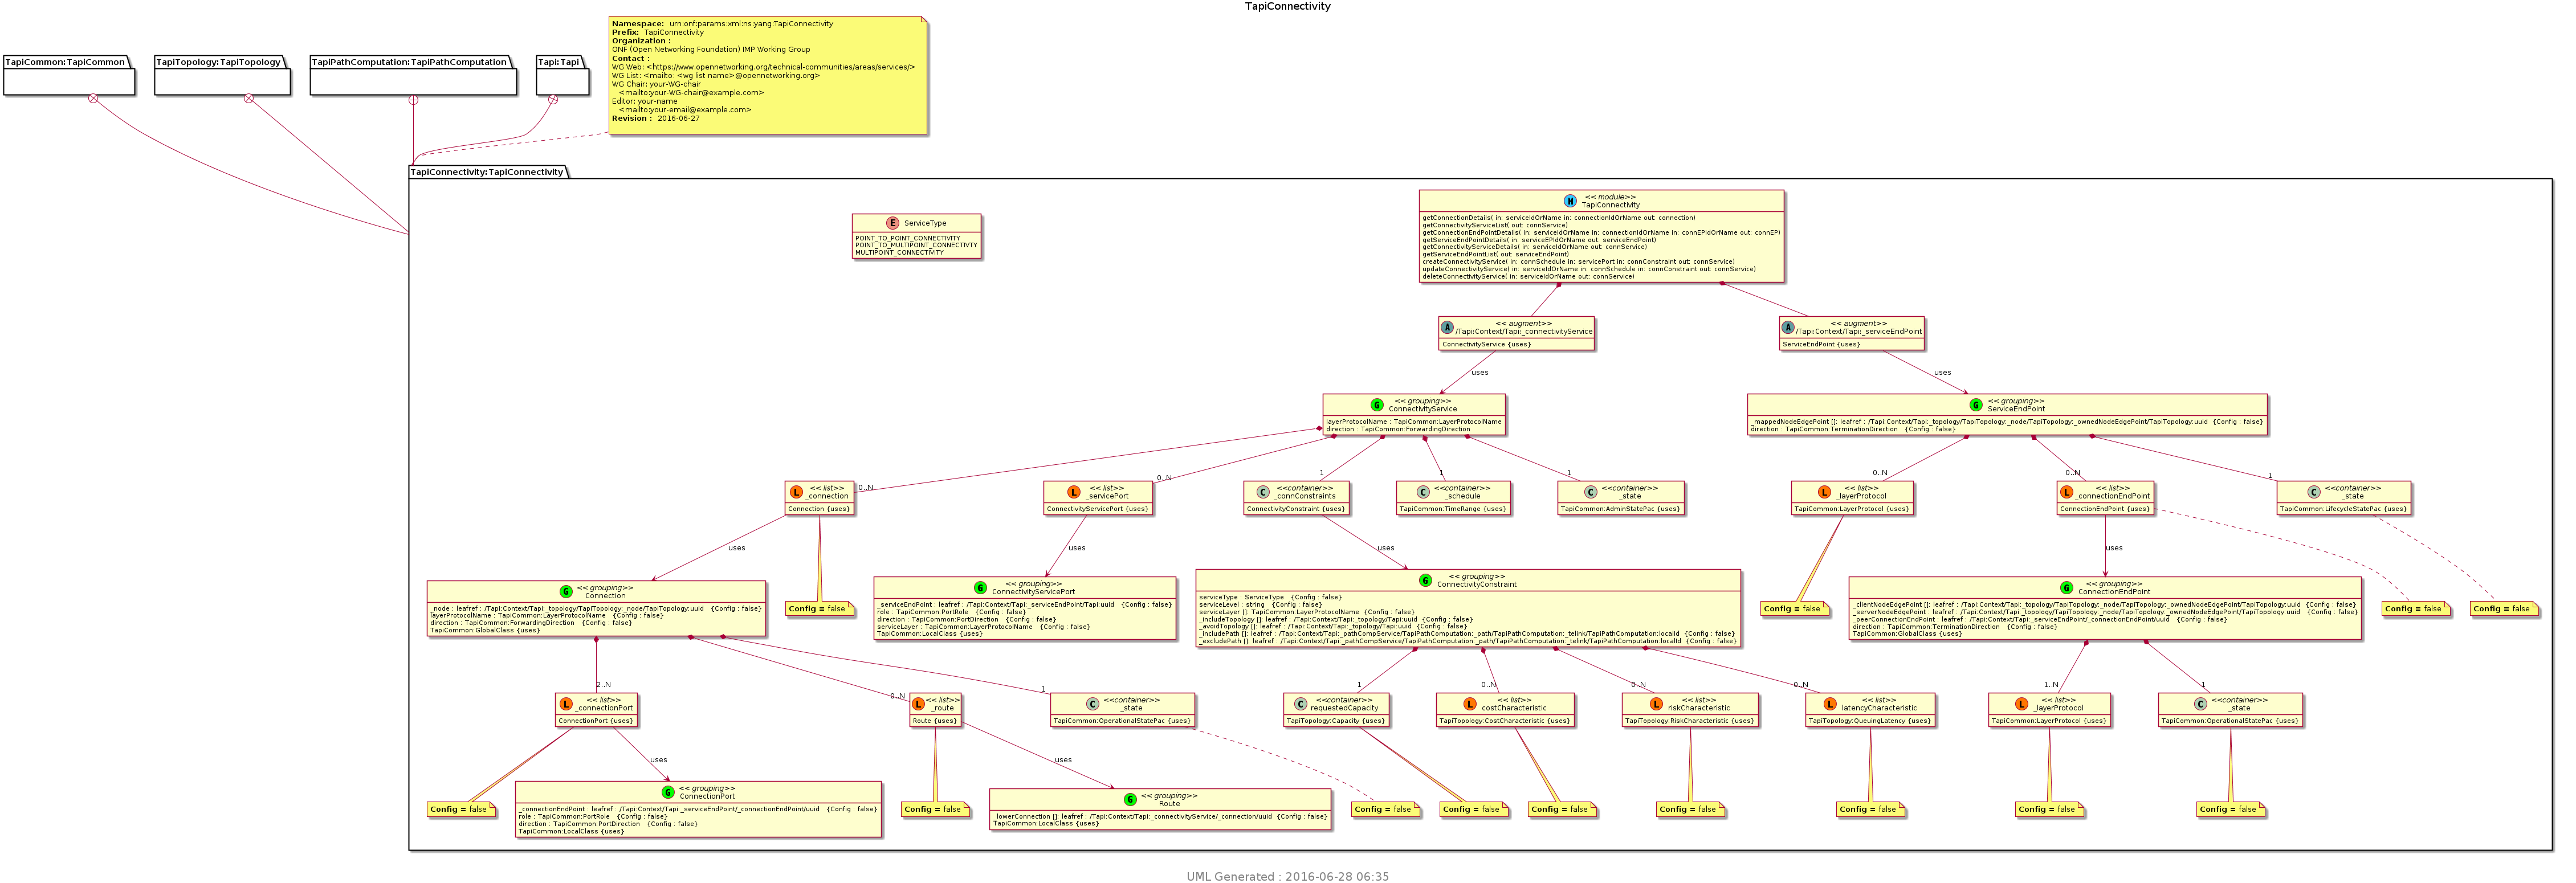 TapiConnectivity
Namespace: urn:onf:params:xml:ns:yang:TapiConnectivity
Prefix: TapiConnectivity
Organization :
ONF (Open Networking Foundation) IMP Working Group
Contact :
WG Web: <https://www.opennetworking.org/technical-communities/areas/services/>
WG List: <mailto: <wg list name>@opennetworking.org>
WG Chair: your-WG-chair
<mailto:your-WG-chair@example.com>
Editor: your-name
<mailto:your-email@example.com>
Revision : 2016-06-27
TapiCommon:TapiCommon
TapiTopology:TapiTopology
TapiPathComputation:TapiPathComputation
Tapi:Tapi
TapiConnectivity:TapiConnectivity
E ServiceType
POINT_TO_POINT_CONNECTIVITY
POINT_TO_MULTIPOINT_CONNECTIVTY
MULTIPOINT_CONNECTIVITY
M << module>>
TapiConnectivity
getConnectionDetails( in: serviceIdOrName in: connectionIdOrName out: connection)
getConnectivityServiceList( out: connService)
getConnectionEndPointDetails( in: serviceIdOrName in: connectionIdOrName in: connEPIdOrName out: connEP)
getServiceEndPointDetails( in: serviceEPIdOrName out: serviceEndPoint)
getConnectivityServiceDetails( in: serviceIdOrName out: connService)
getServiceEndPointList( out: serviceEndPoint)
createConnectivityService( in: connSchedule in: servicePort in: connConstraint out: connService)
updateConnectivityService( in: serviceIdOrName in: connSchedule in: connConstraint out: connService)
deleteConnectivityService( in: serviceIdOrName out: connService)
A << augment>>
/Tapi:Context/Tapi:_connectivityService
ConnectivityService {uses}
A << augment>>
/Tapi:Context/Tapi:_serviceEndPoint
ServiceEndPoint {uses}
uses
uses
G << grouping>>
ConnectivityService
layerProtocolName : TapiCommon:LayerProtocolName
direction : TapiCommon:ForwardingDirection
G << grouping>>
ServiceEndPoint
_mappedNodeEdgePoint []: leafref : /Tapi:Context/Tapi:_topology/TapiTopology:_node/TapiTopology:_ownedNodeEdgePoint/TapiTopology:uuid {Config : false}
direction : TapiCommon:TerminationDirection {Config : false}
0..N
0..N
1
1
1
0..N
0..N
1
L << list>>
_connection
Connection {uses}
L << list>>
_servicePort
ConnectivityServicePort {uses}
C <<container>>
_connConstraints
ConnectivityConstraint {uses}
C <<container>>
_schedule
TapiCommon:TimeRange {uses}
C <<container>>
_state
TapiCommon:AdminStatePac {uses}
L << list>>
_layerProtocol
TapiCommon:LayerProtocol {uses}
L << list>>
_connectionEndPoint
ConnectionEndPoint {uses}
C <<container>>
_state
TapiCommon:LifecycleStatePac {uses}
uses
uses
uses
uses
G << grouping>>
Connection
_node : leafref : /Tapi:Context/Tapi:_topology/TapiTopology:_node/TapiTopology:uuid {Config : false}
layerProtocolName : TapiCommon:LayerProtocolName {Config : false}
direction : TapiCommon:ForwardingDirection {Config : false}
TapiCommon:GlobalClass {uses}
Config = false
G << grouping>>
ConnectivityServicePort
_serviceEndPoint : leafref : /Tapi:Context/Tapi:_serviceEndPoint/Tapi:uuid {Config : false}
role : TapiCommon:PortRole {Config : false}
direction : TapiCommon:PortDirection {Config : false}
serviceLayer : TapiCommon:LayerProtocolName {Config : false}
TapiCommon:LocalClass {uses}
G << grouping>>
ConnectivityConstraint
serviceType : ServiceType {Config : false}
serviceLevel : string {Config : false}
serviceLayer []: TapiCommon:LayerProtocolName {Config : false}
_includeTopology []: leafref : /Tapi:Context/Tapi:_topology/Tapi:uuid {Config : false}
_avoidTopology []: leafref : /Tapi:Context/Tapi:_topology/Tapi:uuid {Config : false}
_includePath []: leafref : /Tapi:Context/Tapi:_pathCompService/TapiPathComputation:_path/TapiPathComputation:_telink/TapiPathComputation:localId {Config : false}
_excludePath []: leafref : /Tapi:Context/Tapi:_pathCompService/TapiPathComputation:_path/TapiPathComputation:_telink/TapiPathComputation:localId {Config : false}
Config = false
G << grouping>>
ConnectionEndPoint
_clientNodeEdgePoint []: leafref : /Tapi:Context/Tapi:_topology/TapiTopology:_node/TapiTopology:_ownedNodeEdgePoint/TapiTopology:uuid {Config : false}
_serverNodeEdgePoint : leafref : /Tapi:Context/Tapi:_topology/TapiTopology:_node/TapiTopology:_ownedNodeEdgePoint/TapiTopology:uuid {Config : false}
_peerConnectionEndPoint : leafref : /Tapi:Context/Tapi:_serviceEndPoint/_connectionEndPoint/uuid {Config : false}
direction : TapiCommon:TerminationDirection {Config : false}
TapiCommon:GlobalClass {uses}
Config = false
Config = false
2..N
0..N
1
1
0..N
0..N
0..N
1..N
1
L << list>>
_connectionPort
ConnectionPort {uses}
L << list>>
_route
Route {uses}
C <<container>>
_state
TapiCommon:OperationalStatePac {uses}
C <<container>>
requestedCapacity
TapiTopology:Capacity {uses}
L << list>>
costCharacteristic
TapiTopology:CostCharacteristic {uses}
L << list>>
riskCharacteristic
TapiTopology:RiskCharacteristic {uses}
L << list>>
latencyCharacteristic
TapiTopology:QueuingLatency {uses}
L << list>>
_layerProtocol
TapiCommon:LayerProtocol {uses}
C <<container>>
_state
TapiCommon:OperationalStatePac {uses}
uses
uses
Config = false
G << grouping>>
ConnectionPort
_connectionEndPoint : leafref : /Tapi:Context/Tapi:_serviceEndPoint/_connectionEndPoint/uuid {Config : false}
role : TapiCommon:PortRole {Config : false}
direction : TapiCommon:PortDirection {Config : false}
TapiCommon:LocalClass {uses}
Config = false
G << grouping>>
Route
_lowerConnection []: leafref : /Tapi:Context/Tapi:_connectivityService/_connection/uuid {Config : false}
TapiCommon:LocalClass {uses}
Config = false
Config = false
Config = false
Config = false
Config = false
Config = false
Config = false
UML Generated : 2016-06-28 06:35